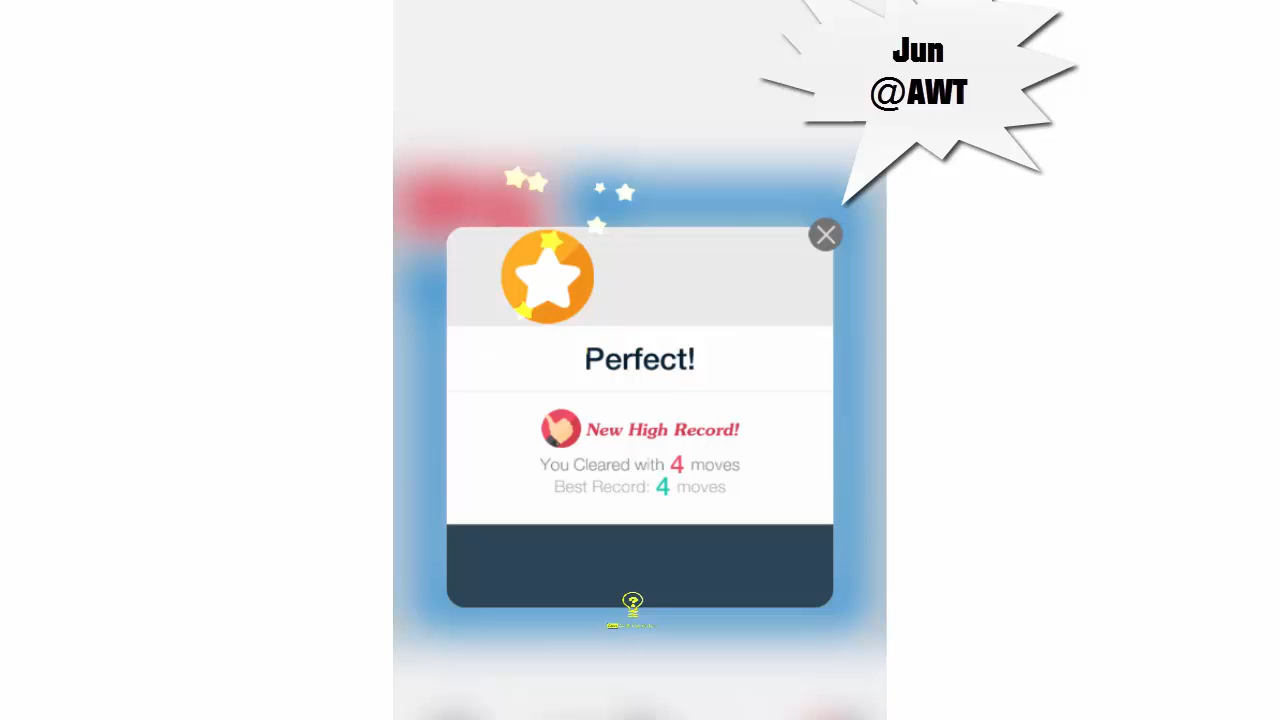 Jun
@AWT
Perfect!
New High Record!
You Cleared with 4 moves
Best Record: 4 moves
?